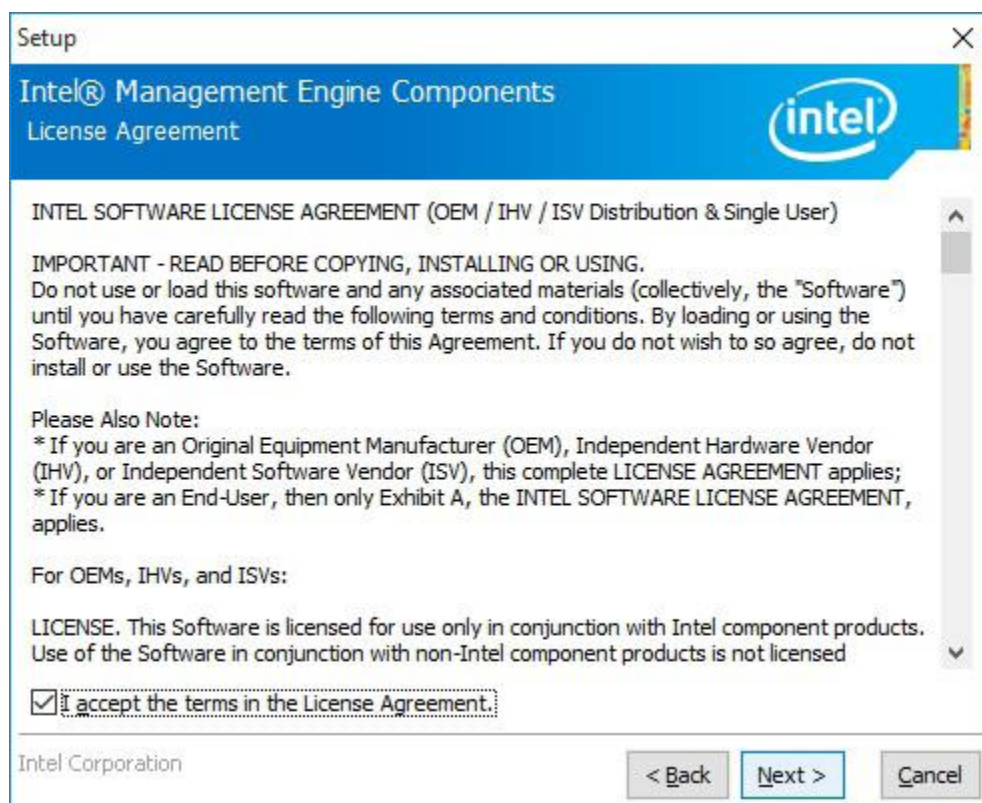 Setup
Intel® Management Engine Components
License Agreement
intel
INTEL SOFTWARE LICENSE AGREEMENT (OEM / IHV / ISV Distribution & Single User)
IMPORTANT - READ BEFORE COPYING, INSTALLING OR USING.
Do not use or load this software and any associated materials (collectively, the "Software")
until you have carefully read the following terms and conditions. By loading or using the
Software, you agree to the terms of this Agreement. If you do not wish to so agree, do not
install or use the Software.
Please Also Note:
* If you are an Original Equipment Manufacturer (OEM), Independent Hardware Vendor
(IHV), or Independent Software Vendor (ISV), this complete LICENSE AGREEMENT applies;
* If you are an End-User, then only Exhibit A, the INTEL SOFTWARE LICENSE AGREEMENT,
applies.
For OEMs, IHVs, and ISVs:
LICENSE. This Software is licensed for use only in conjunction with Intel component products.
Use of the Software in conjunction with non-Intel component products is not licensed
I accept the terms in the License Agreement.
Intel Corporation
< Back
Next >
Cancel